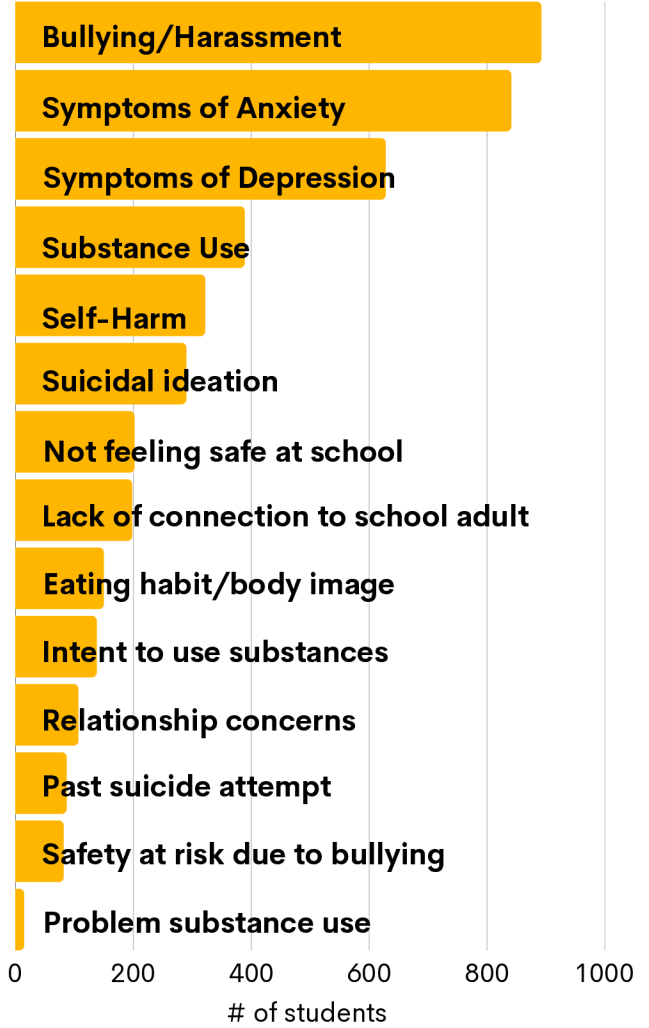 Bullying/Harassment
Symptoms of Anxiety
Symptoms of Depression
Substance Use
Self-Harm
Suicidal ideation
Not feeling safe at school
Lack of connection to school adult
Eating habit/body image
Intent to use substances
Relationship concerns
Past suicide attempt
Safety at risk due to bullying
Problem substance use
0 200 400 600 800 1000
# of students